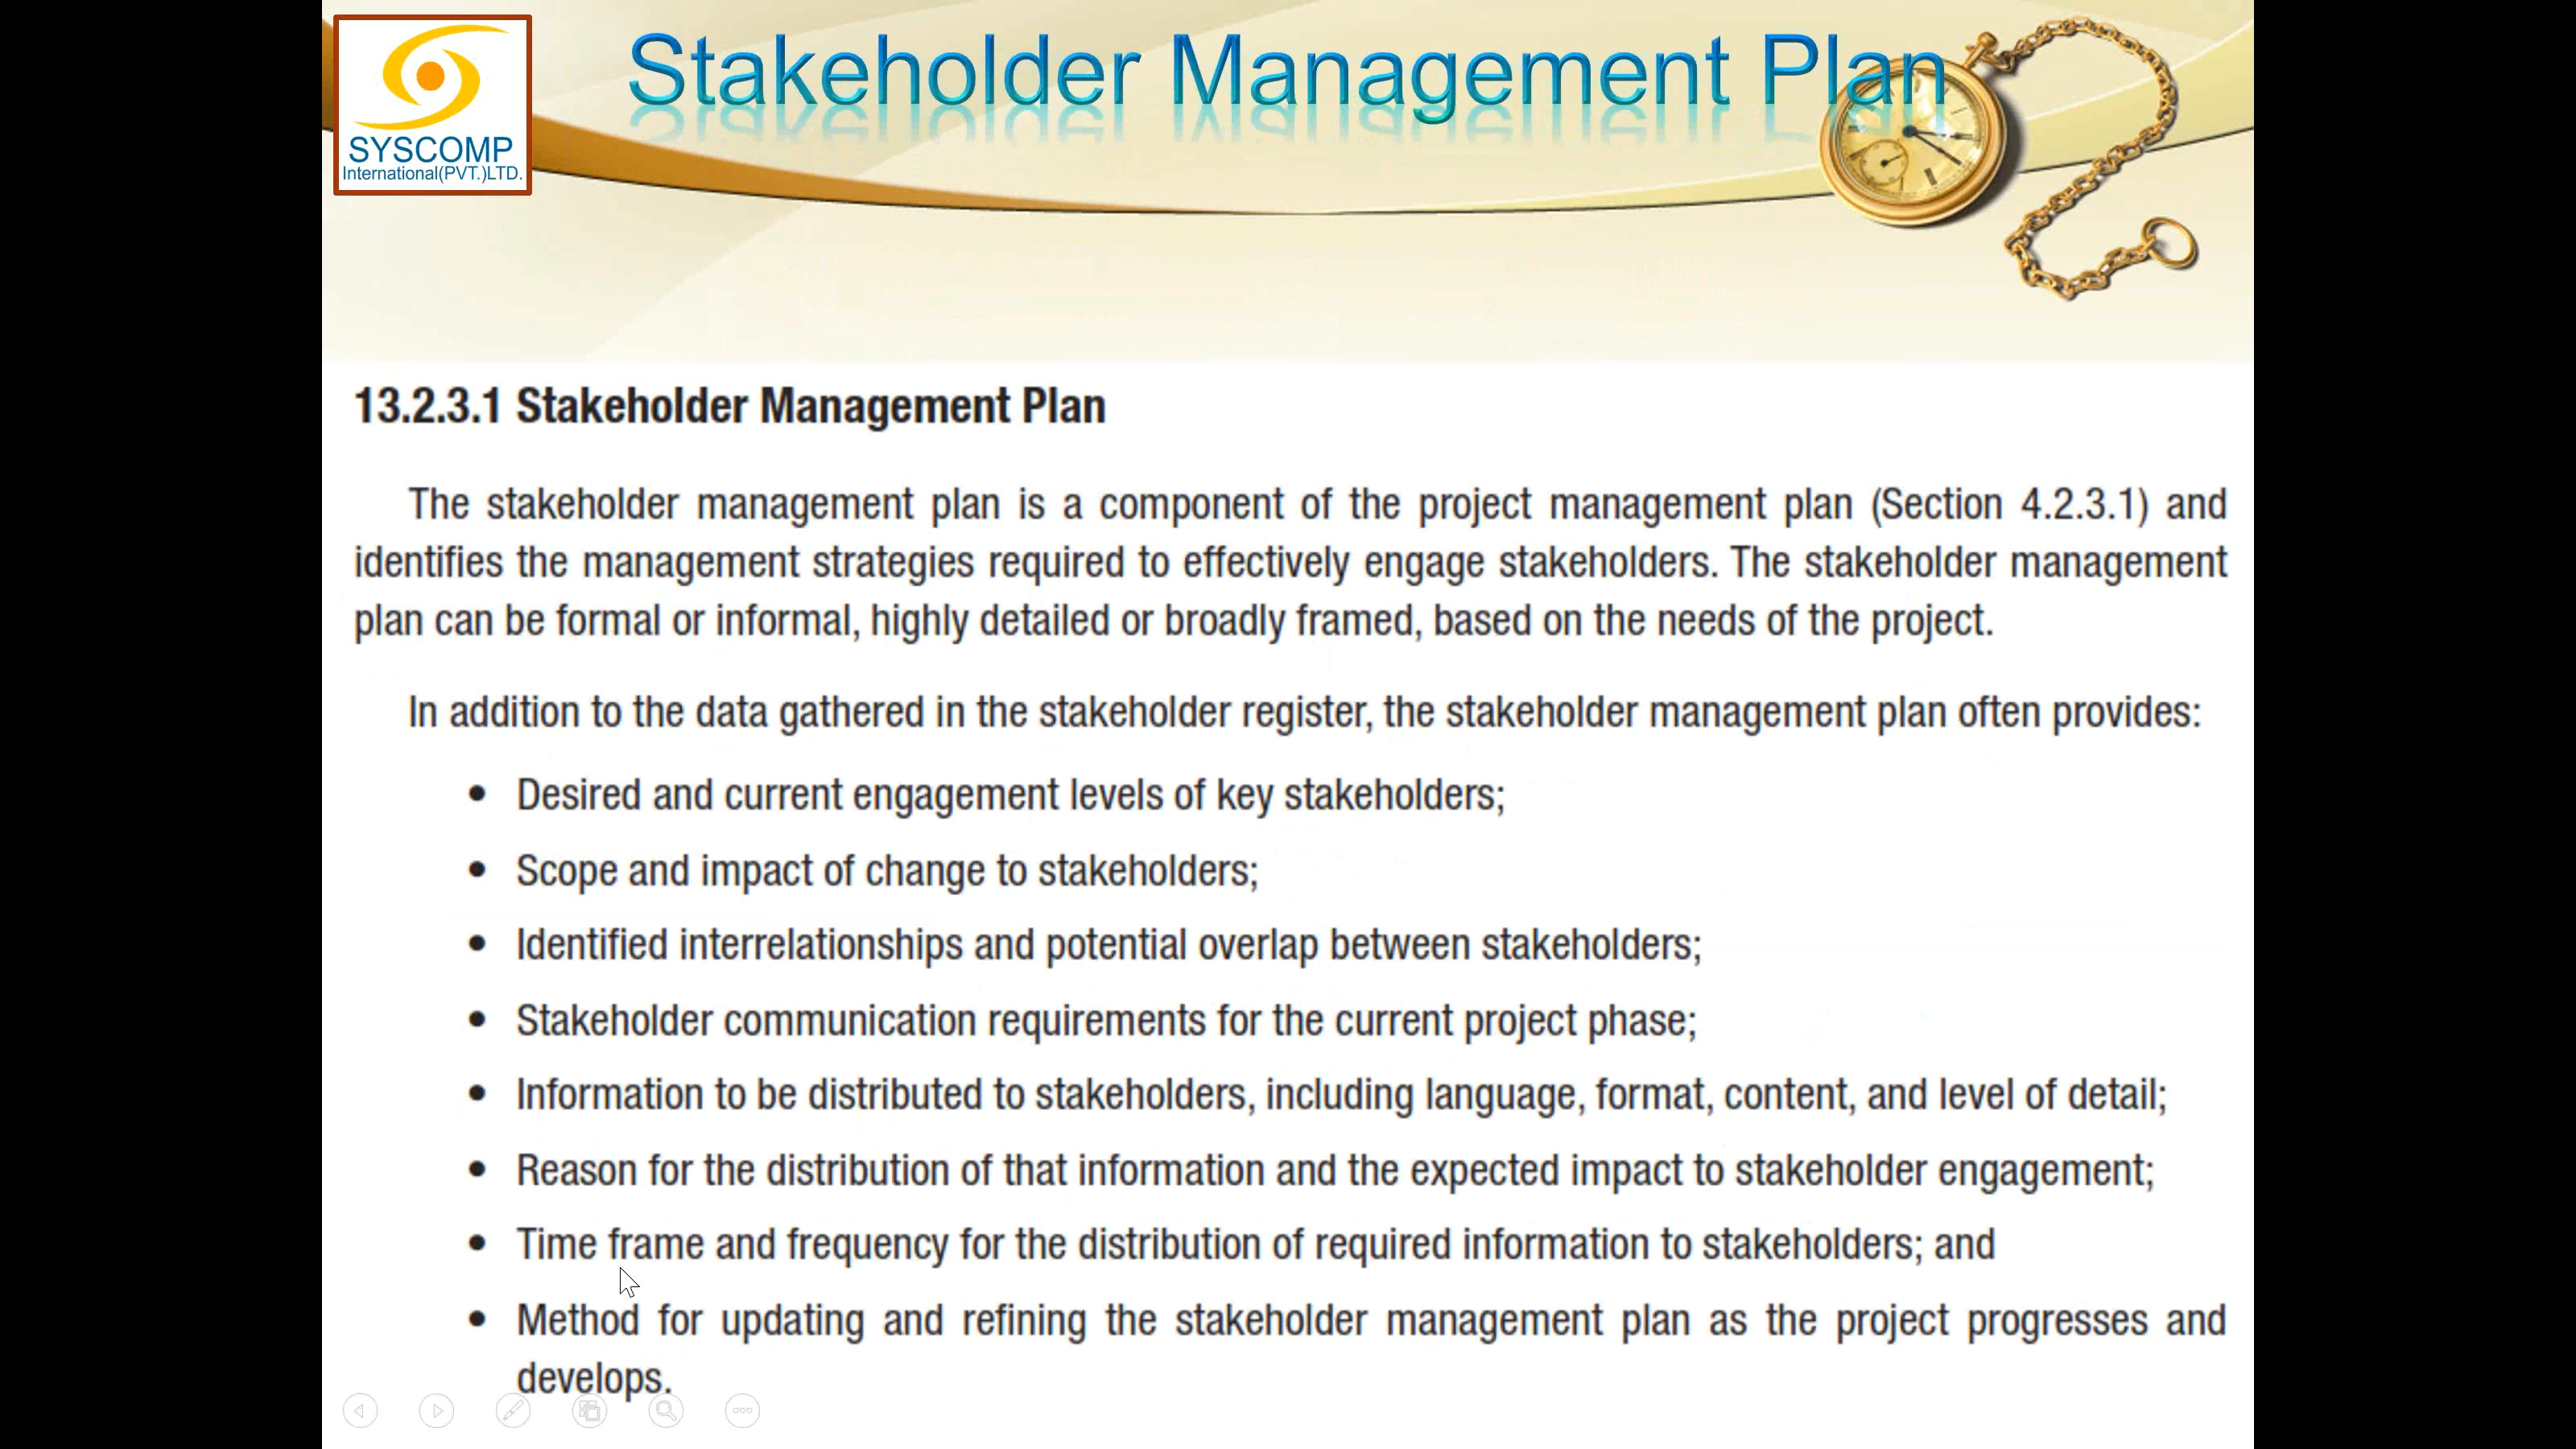 Stakeholder Management Plan
SYSCOMP
International(PVT.)LTD.
13.2.3.1 Stakeholder Management Plan
The stakeholder management plan is a component of the project management plan (Section 4.2.3.1) and
identifies the management strategies required to effectively engage stakeholders. The stakeholder management
plan can be formal or informal, highly detailed or broadly framed, based on the needs of the project.
In addition to the data gathered in the stakeholder register, the stakeholder management plan often provides:
• Desired and current engagement levels of key stakeholders;
• Scope and impact of change to stakeholders;
• Identified interrelationships and potential overlap between stakeholders;
• Stakeholder communication requirements for the current project phase;
• Information to be distributed to stakeholders, including language, format, content, and level of detail;
• Reason for the distribution of that information and the expected impact to stakeholder engagement;
• Time frame and frequency for the distribution of required information to stakeholders; and
• Method for updating and refining the stakeholder management plan as the project progresses and
develops.